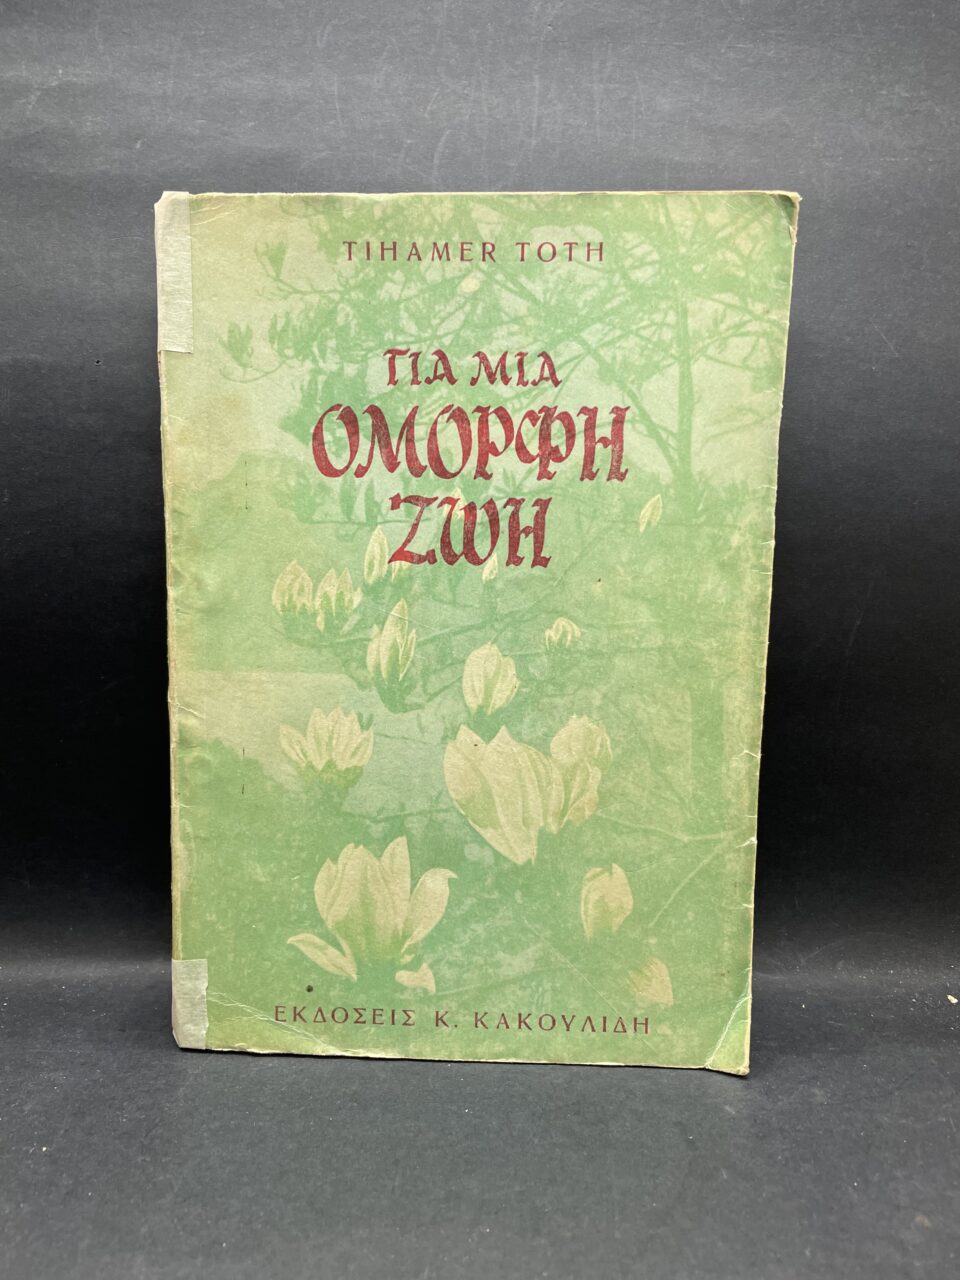 TIHAMER TOTH
ΓΙΑ ΜΙΑ
ΟΜΟΡΦΗ
ΖΩΗ
ΕΚΔΟΣΕΙΣ Κ. ΚΑΚΟΥΛΙΔΗ